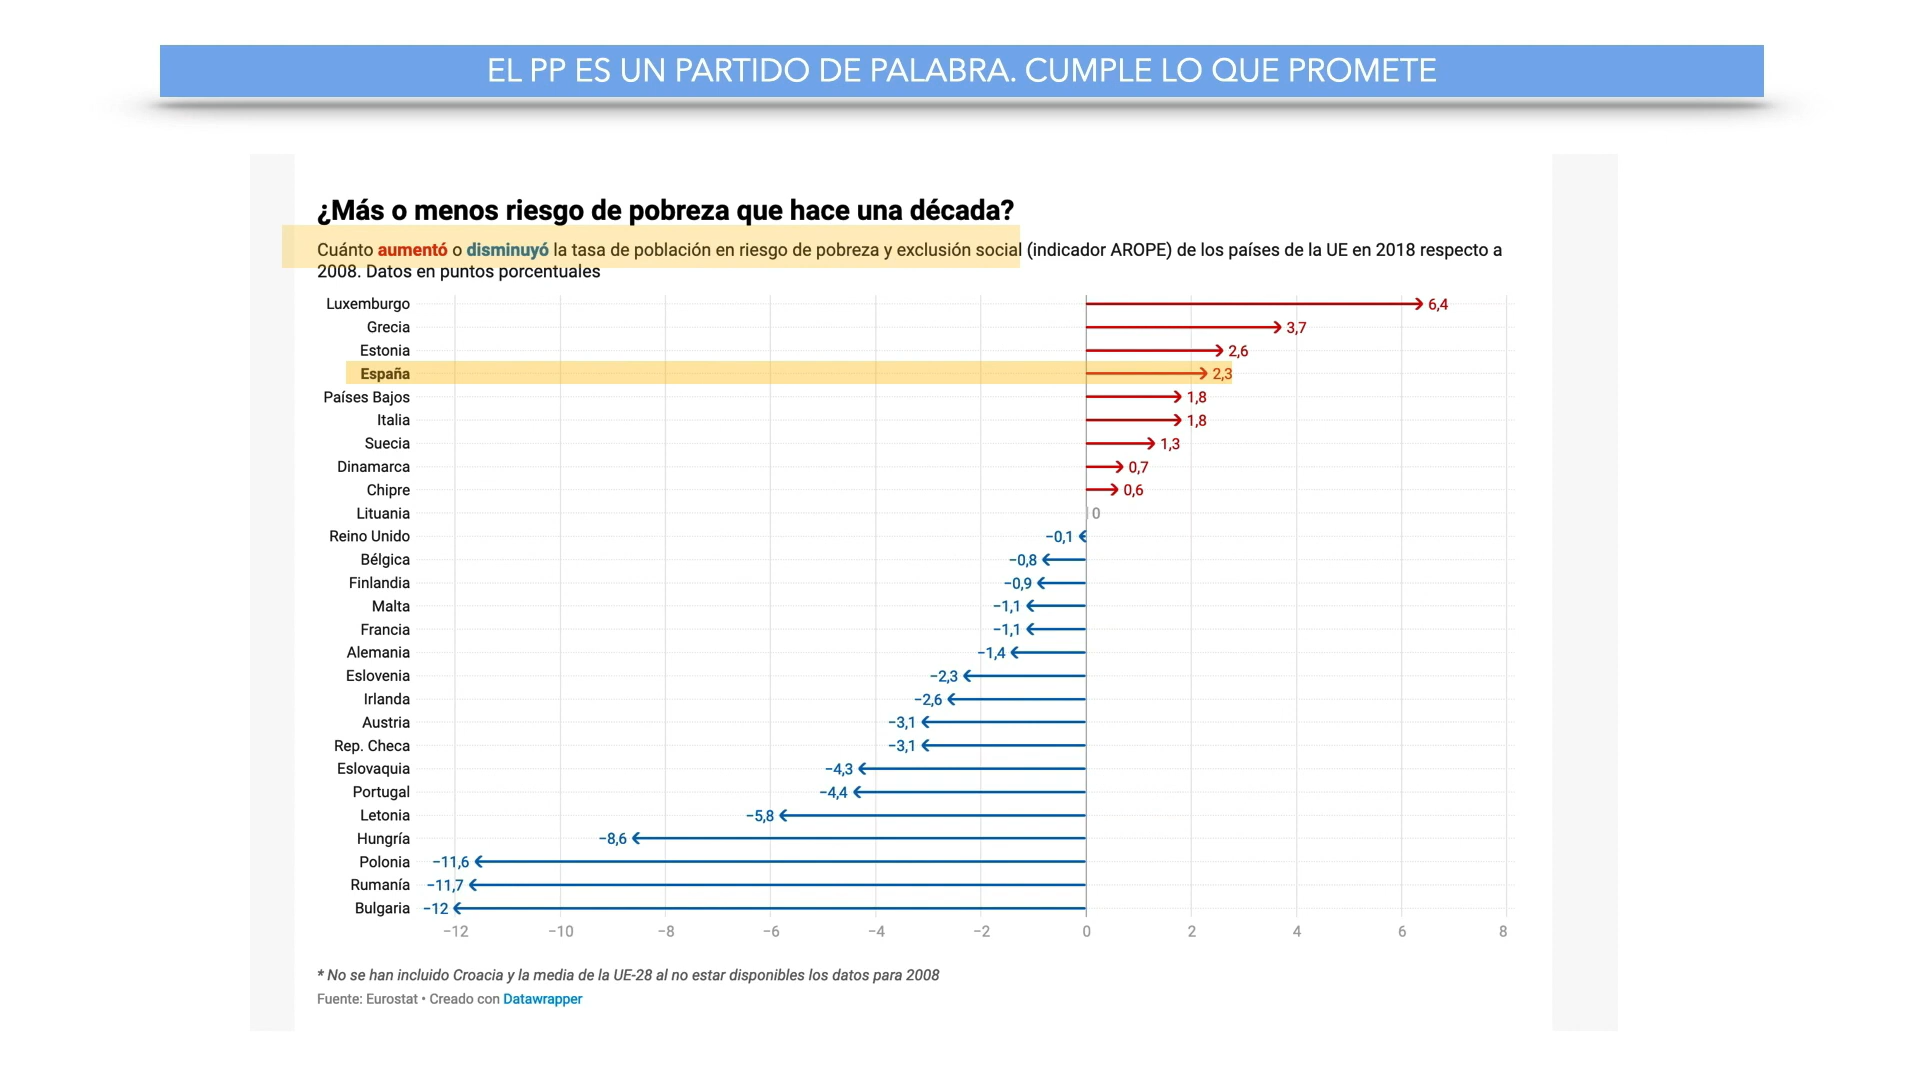 EL PP ES UN PARTIDO DE PALABRA. CUMPLE LO QUE PROMETE
¿Más o menos riesgo de pobreza que hace una década?
Cuánto aumentó o disminuyó la tasa de población en riesgo de pobreza y exclusión social (indicador AROPE) de los países de la UE en 2018 respecto a
2008. Datos en puntos porcentuales
Luxemburgo 6,4
Grecia 3,7
Estonia 2,6
España 2,3
Países Bajos 1,8
Italia 1,8
Suecia 1,3
Dinamarca 0,7
Chipre 0,6
Lituania 0
Reino Unido −0,1
Bélgica −0,8
Finlandia −0,9
Malta −1,1
Francia −1,1
Alemania −1,4
Eslovenia −2,3
Irlanda −2,6
Austria −3,1
Rep. Checa −3,1
Eslovaquia −4,3
Portugal −4,4
Letonia −5,8
Hungría −8,6
Polonia −11,6
Rumanía −11,7
Bulgaria −12
−12 −10 −8 −6 −4 −2 0 2 4 6 8
* No se han incluido Croacia y la media de la UE-28 al no estar disponibles los datos para 2008
Fuente: Eurostat • Creado con Datawrapper